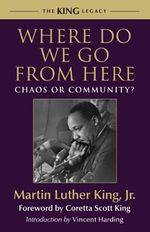 THE KING LEGACY
WHERE DO
WE GO
FROM HERE
CHAOS OR COMMUNITY?
Martin Luther King, Jr.
Foreword by Coretta Scott King
Introduction by Vincent Harding